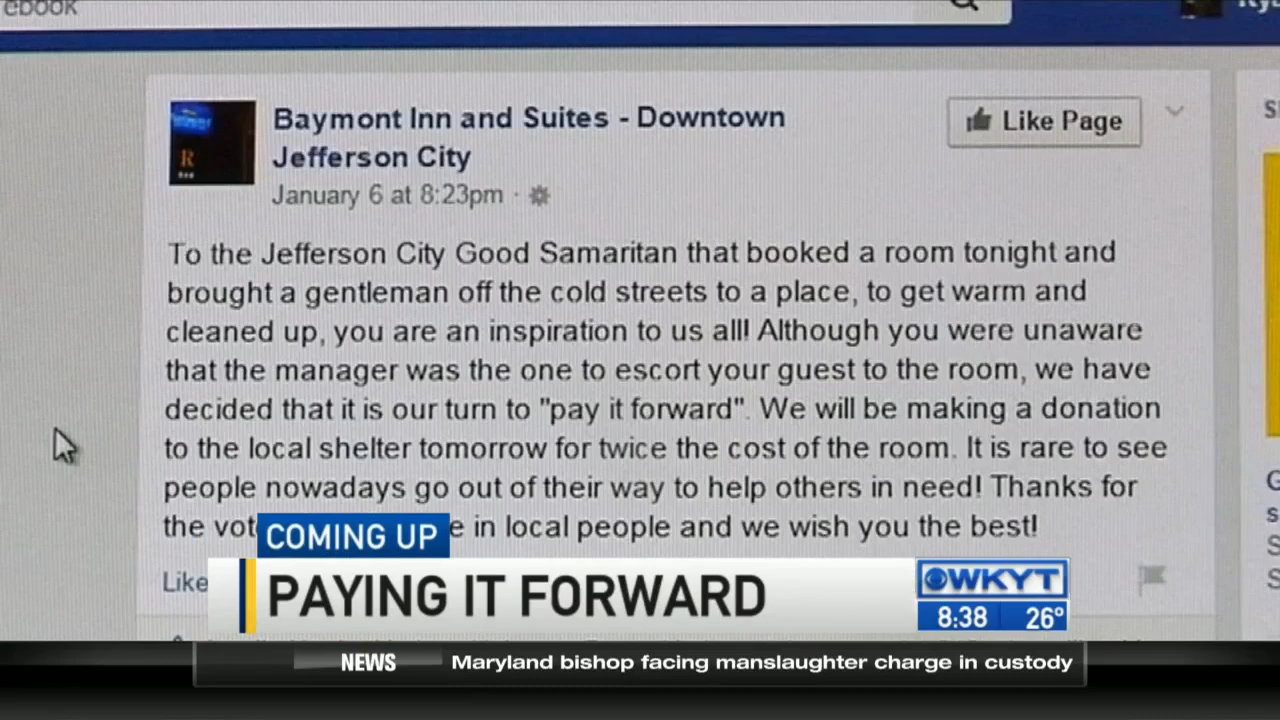 ebook
Baymont Inn and Suites - Downtown
Jefferson City
Like Page
January 6 at 8:23pm ·
To the Jefferson City Good Samaritan that booked a room tonight and
brought a gentleman off the cold streets to a place, to get warm and
cleaned up, you are an inspiration to us all! Although you were unaware
that the manager was the one to escort your guest to the room, we have
decided that it is our turn to "pay it forward". We will be making a donation
to the local shelter tomorrow for twice the cost of the room. It is rare to see
people nowadays go out of their way to help others in need! Thanks for
the vot e in local people and we wish you the best!
Like
COMING UP
PAYING IT FORWARD
WKYT
8:38 26°
NEWS Maryland bishop facing manslaughter charge in custody
R